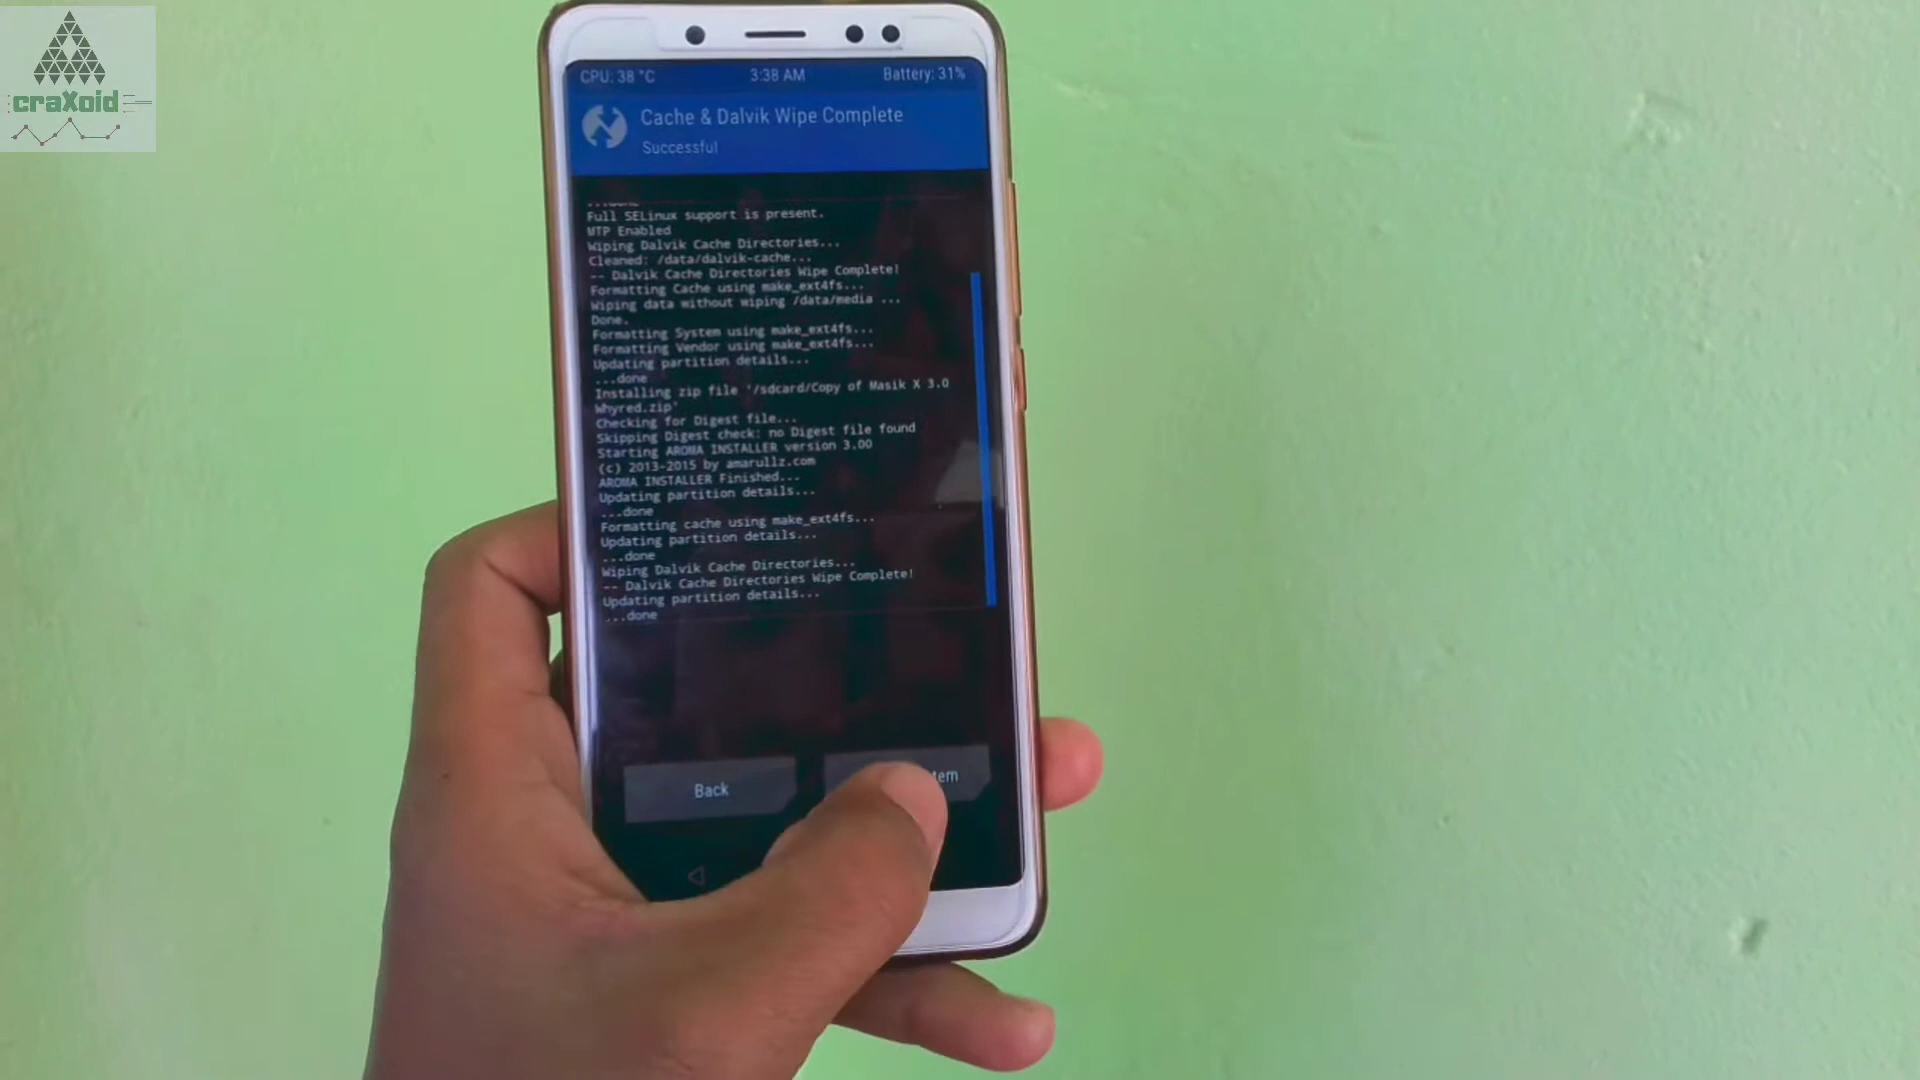 craXoid
CPU: 38 °C
3:38 AM
Battery: 31%
Cache & Dalvik Wipe Complete
Successful
...done
Full SELinux support is present.
MTP Enabled
Wiping Dalvik Cache Directories...
Cleaned: /data/dalvik-cache...
-- Dalvik Cache Directories Wipe Complete!
Formatting Cache using make_ext4fs...
Wiping data without wiping /data/media ...
Done.
Formatting System using make_ext4fs...
Formatting Vendor using make_ext4fs...
Updating partition details...
...done
Installing zip file '/sdcard/Copy of Masik X 3.0
Whyred.zip'
Checking for Digest file...
Skipping Digest check: no Digest file found
Starting AROMA INSTALLER version 3.00
(c) 2013-2015 by amarullz.com
AROMA INSTALLER Finished...
Updating partition details...
...done
Formatting cache using make_ext4fs...
Updating partition details...
...done
Wiping Dalvik Cache Directories...
-- Dalvik Cache Directories Wipe Complete!
Updating partition details...
...done
Back
tem